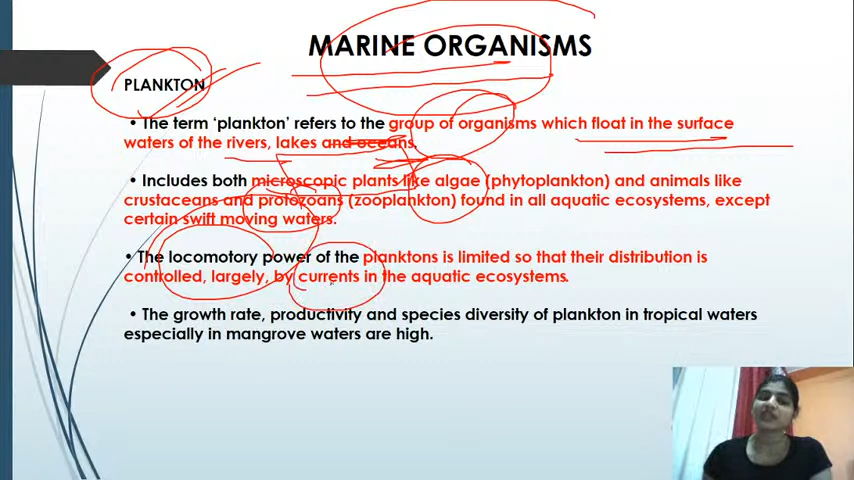 MARINE ORGANISMS
PLANKTON
• The term ‘plankton’ refers to the group of organisms which float in the surface
waters of the rivers, lakes and oceans.
• Includes both microscopic plants like algae (phytoplankton) and animals like
crustaceans and protozoans (zooplankton) found in all aquatic ecosystems, except
certain swift moving waters.
• The locomotory power of the planktons is limited so that their distribution is
controlled, largely, by currents in the aquatic ecosystems.
• The growth rate, productivity and species diversity of plankton in tropical waters
especially in mangrove waters are high.